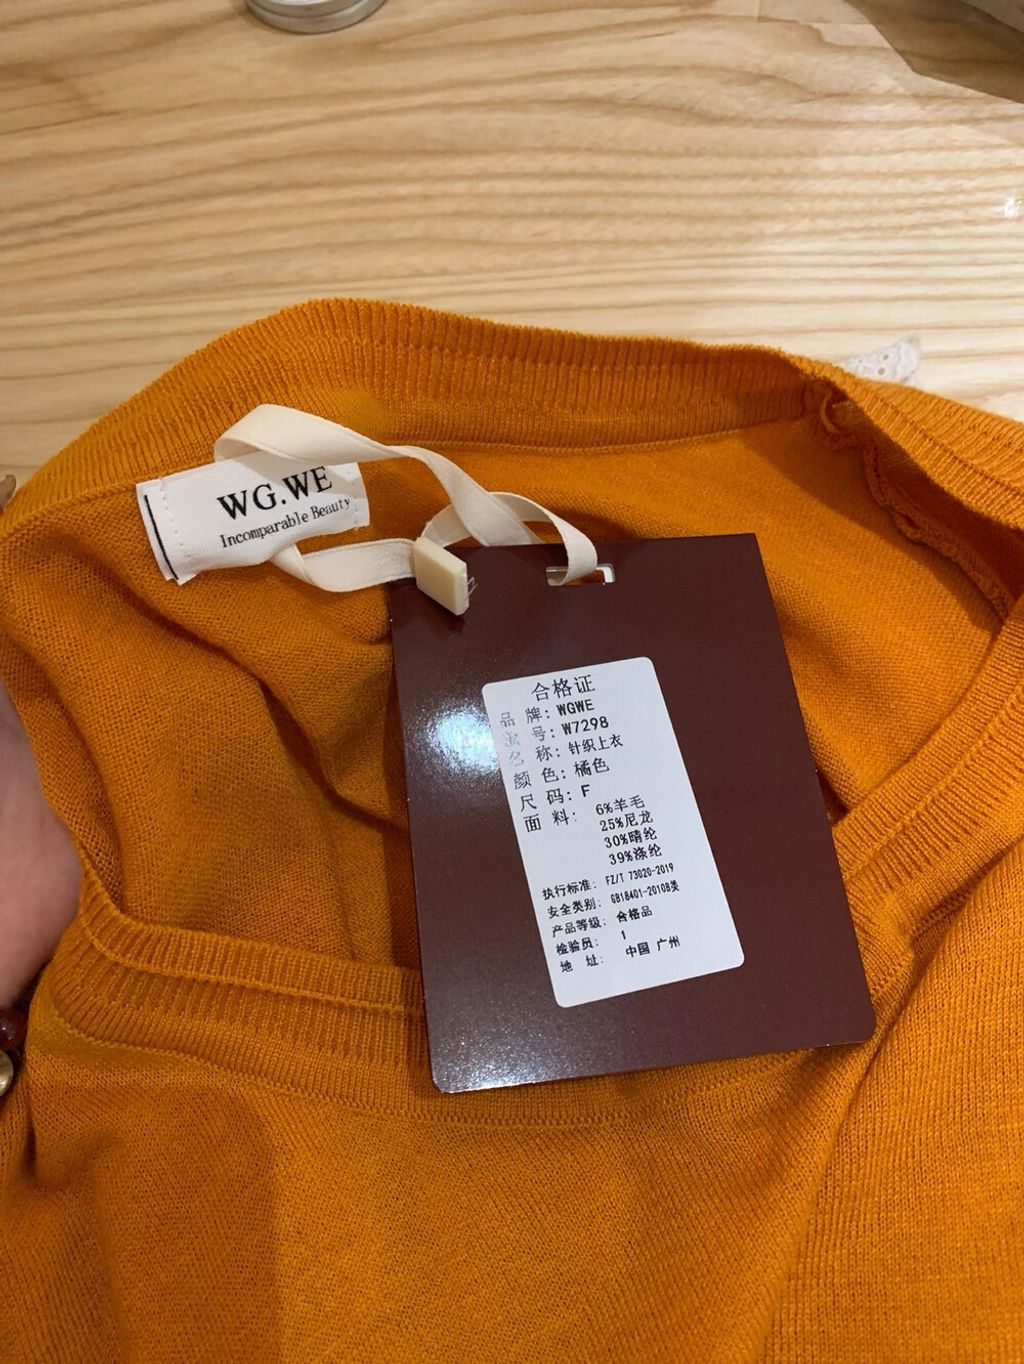 WG.WE
Incomparable Beauty
合格证
品 牌: WGWE
号: W7298
名 称: 针织上衣
颜 色: 橘色
尺 码: F
面 料: 6%羊毛
25%尼龙
30%晴纶
39%涤纶
执行标准: FZ/T 73020-2019
安全类别: GB18401-2010B类
产品等级: 合格品
检验员: 1
地 址: 中国 广州